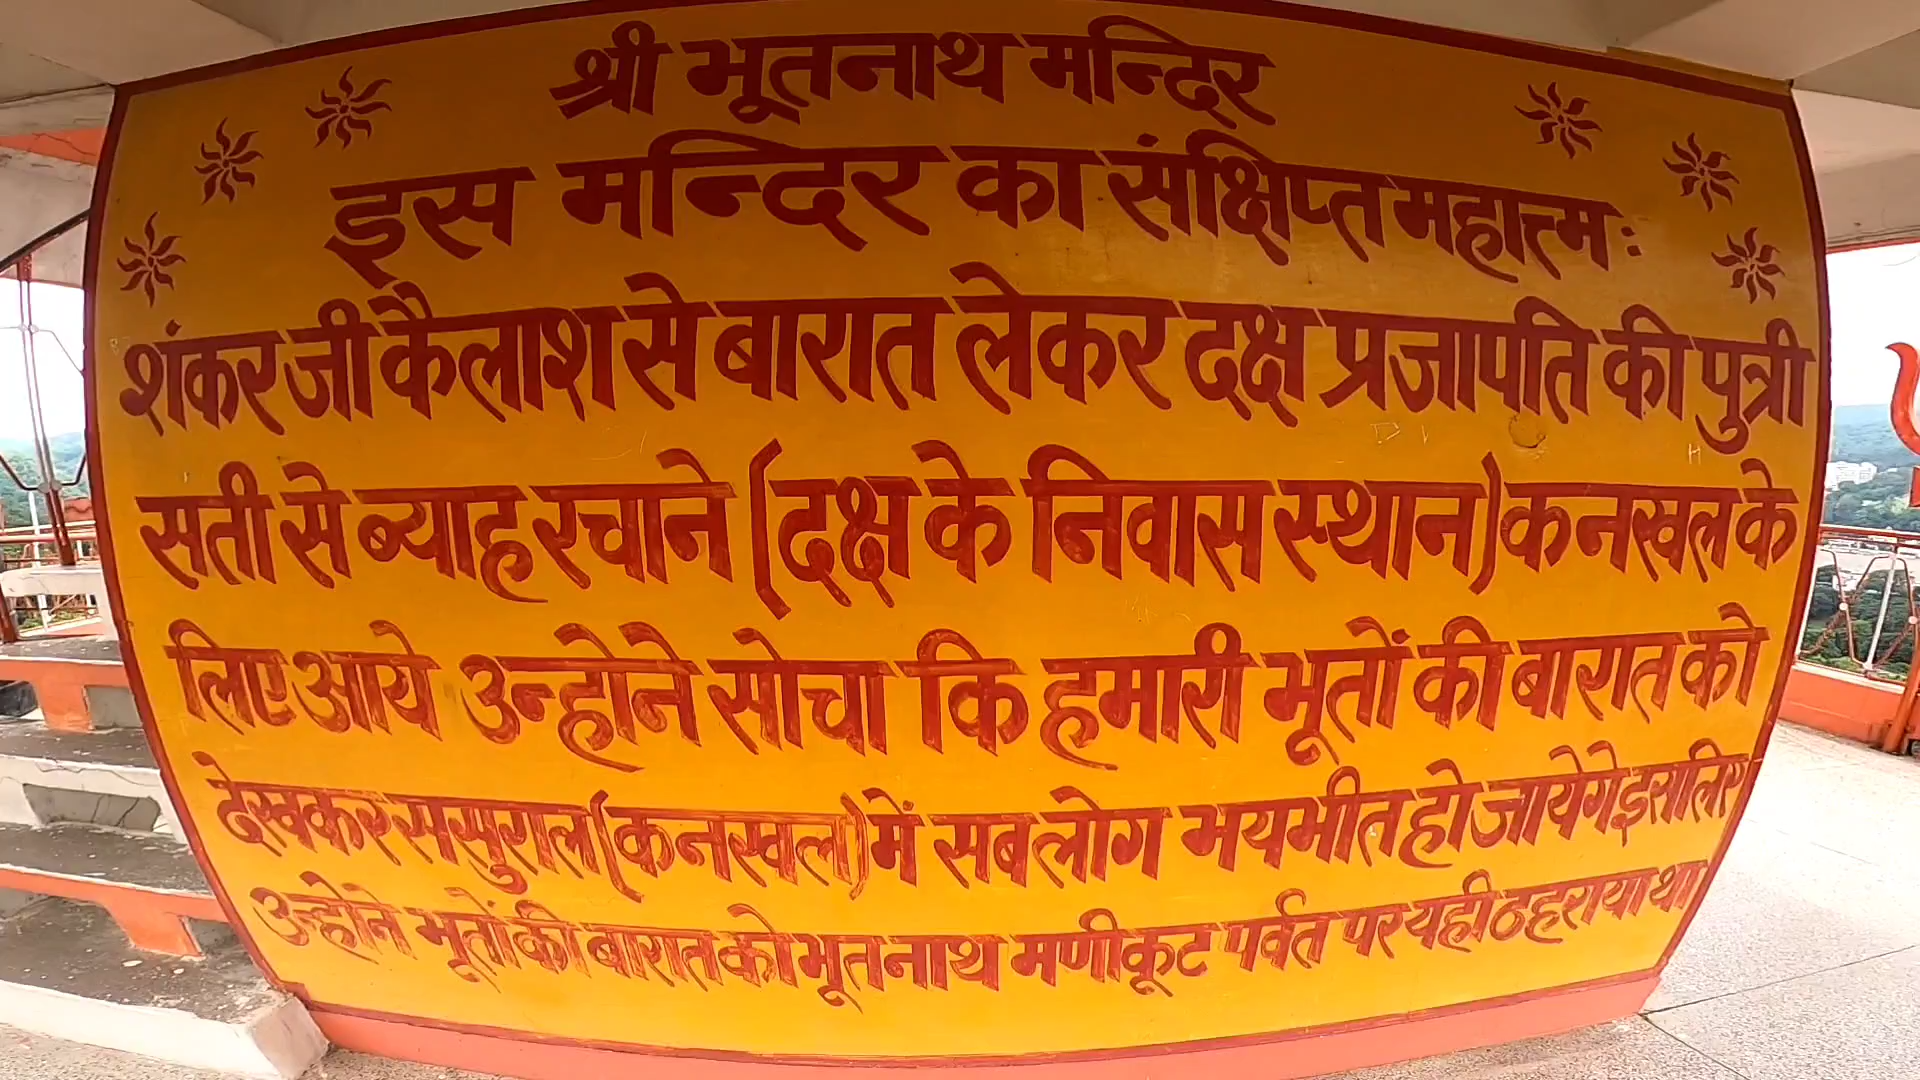 श्री भूतनाथ मन्दिर
इस मन्दिर का संक्षिप्त महात्त्मः
शंकर जी कैलाश से बारात लेकर दक्ष प्रजापति की पुत्री
सती से ब्याह रचाने (दक्ष के निवास स्थान) कनखल के
लिए आये उन्होने सोचा कि हमारी भूतों की बारात को
देखकर ससुराल (कनखल) में सब लोग भयभीत हो जायेगे इसलिए
उन्होने भूतों की बारात को भूतनाथ मणीकूट पर्वत पर यही ठहराया था